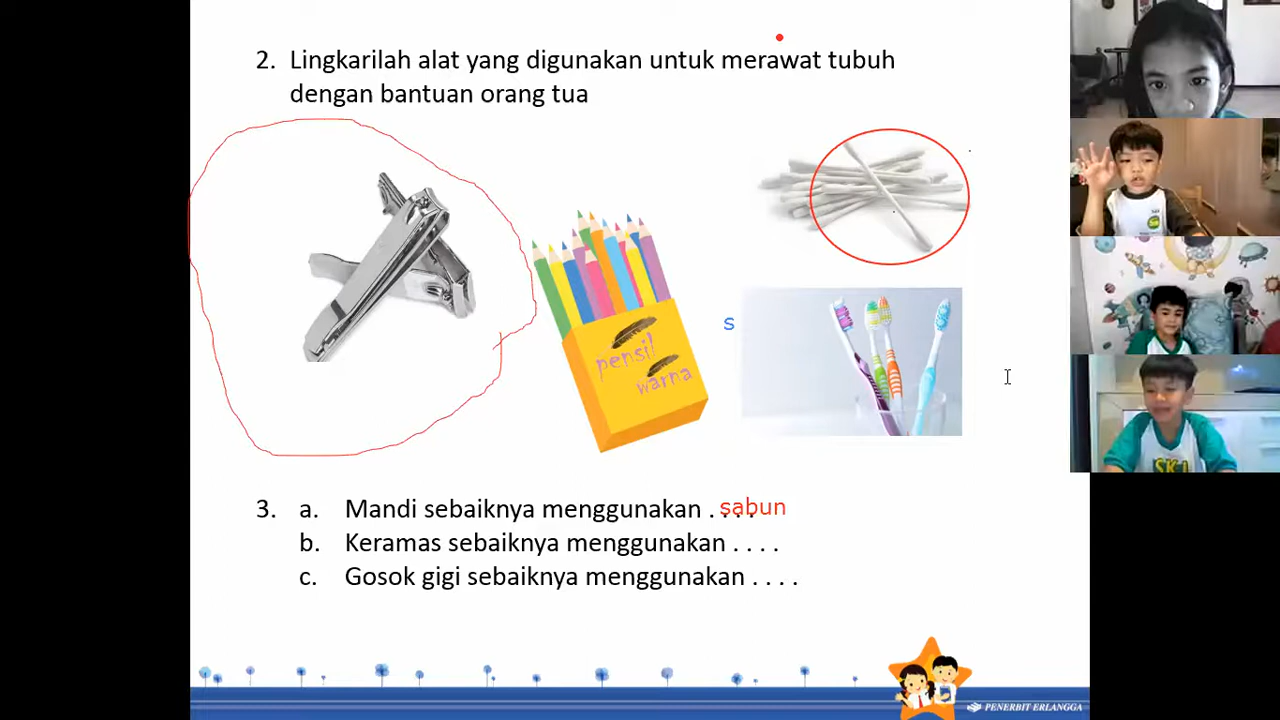 2. Lingkarilah alat yang digunakan untuk merawat tubuh
dengan bantuan orang tua
pensil
warna
s
3. a. Mandi sebaiknya menggunakan . . . . sabun
b. Keramas sebaiknya menggunakan . . . .
c. Gosok gigi sebaiknya menggunakan . . . .
PENERBIT ERLANGGA